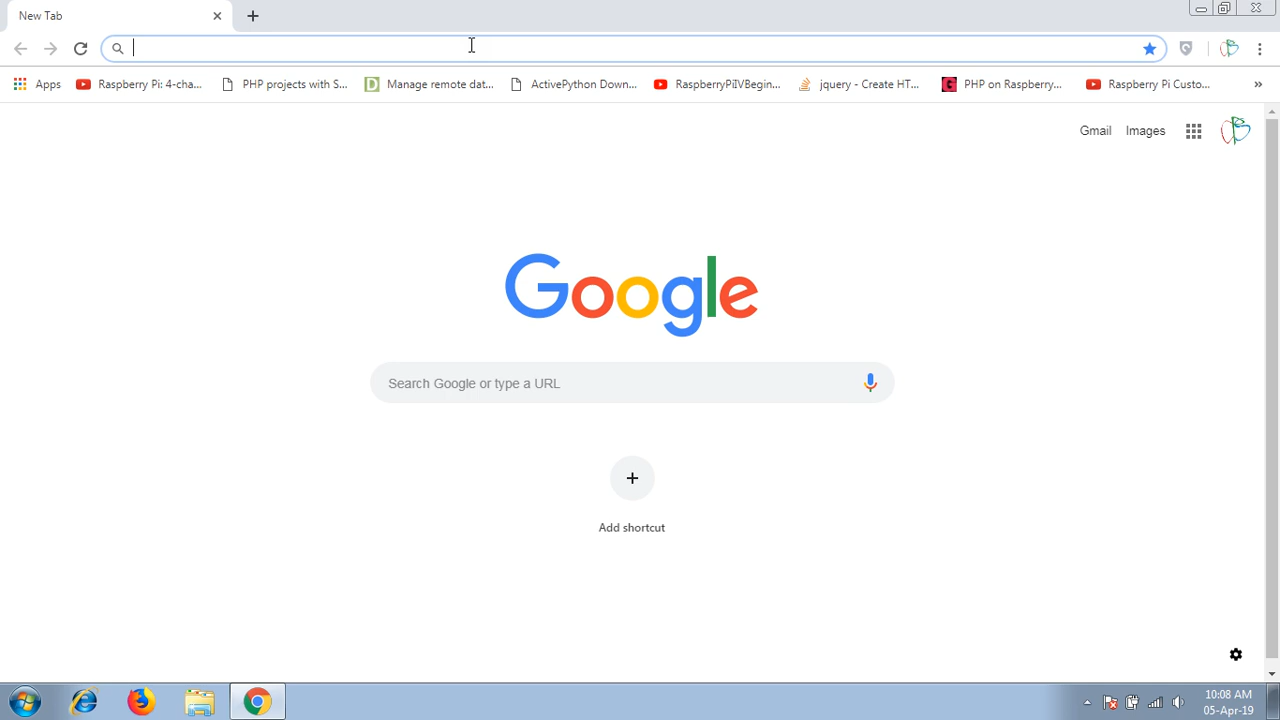 New Tab
Apps
Raspberry Pi: 4-cha...
PHP projects with S...
Manage remote dat...
ActivePython Down...
RaspberryPiIVBegin...
jquery - Create HT...
PHP on Raspberry...
Raspberry Pi Custo...
»
Gmail
Images
Google
Search Google or type a URL
Add shortcut
10:08 AM
05-Apr-19